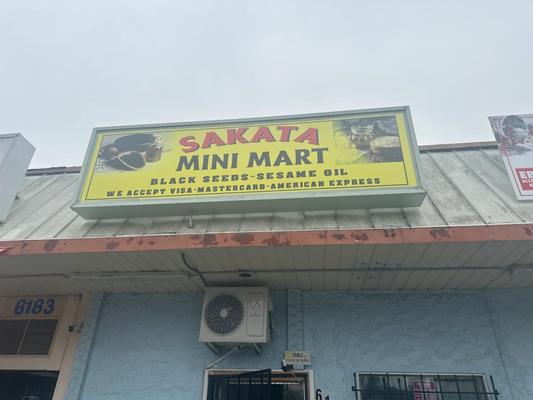 SAKATA
MINI MART
BLACK SEEDS-SESAME OIL
WE ACCEPT VISA-MASTERCARD-AMERICAN EXPRESS
6183